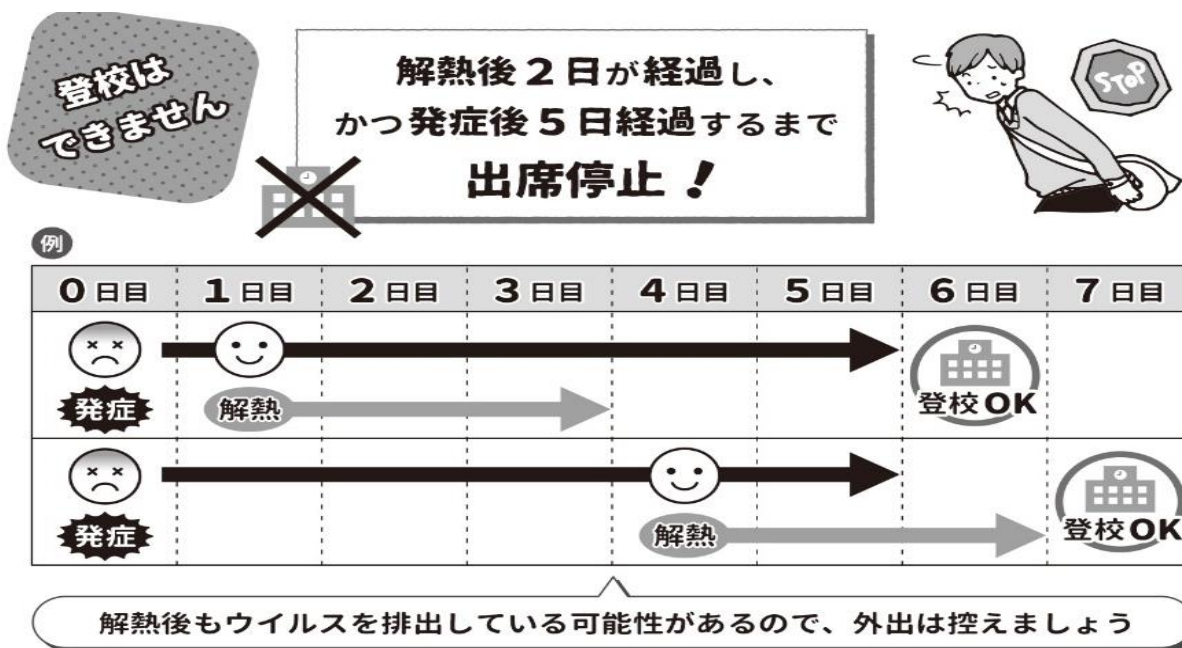 登校は
できません
解熱後2日が経過し、
かつ発症後5日経過するまで
出席停止!
STOP
例
0日目 1日目 2日目 3日目 4日目 5日目 6日目 7日目
発症 解熱 登校OK
発症 解熱 登校OK
解熱後もウイルスを排出している可能性があるので、外出は控えましょう